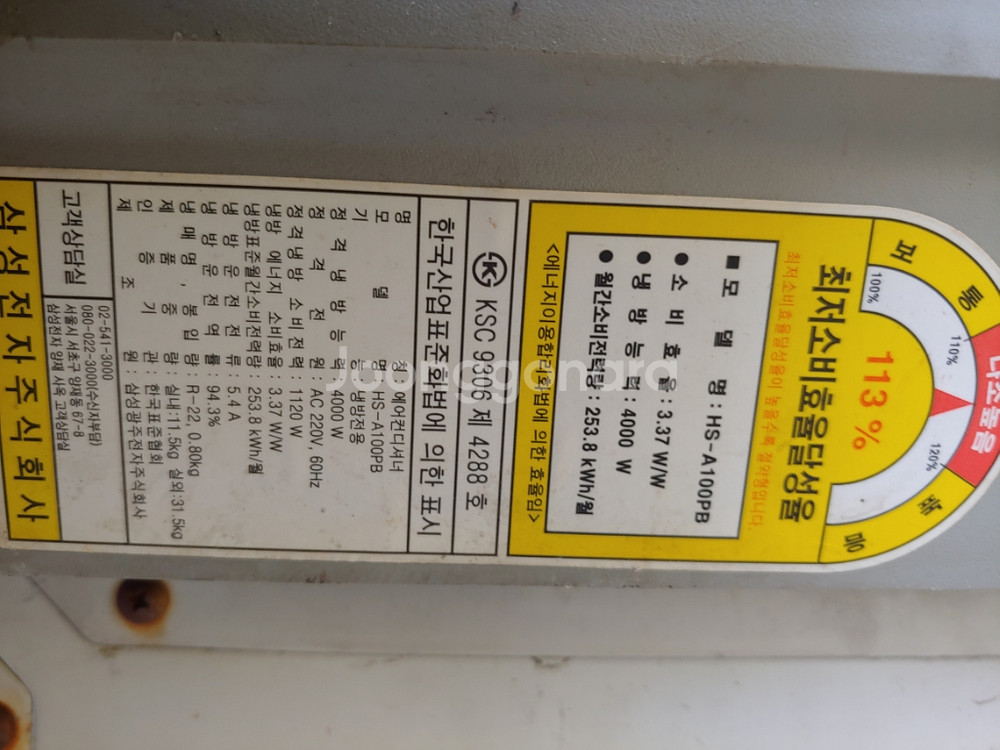 보통
다소높음
매우
100%
110%
120%
113%
최저소비효율달성율
최저소비효율달성율이 높을수록 절약형입니다.
■ 모 델 명 : HS-A100PB
● 소 비 효 율 : 3.37 W/W
● 냉 방 능 력 : 4000 W
● 월간소비전력량 : 253.8 kWh/월
<에너지이용합리화법에 의한 효율임>
KSC 9306 제 4288 호
한국산업표준화법에 의한 표시
명 칭 : 에어컨디셔너
모 델 명 : HS-A100PB
기 능 : 냉방전용
정 격 냉 방 능 력 : 4000 W
정 격 전 원 : AC 220V, 60Hz
정격냉방 소비전력 : 1120 W
냉방 에너지 소비효율 : 3.37 W/W
냉방표준월간소비전력량 : 253.8 kWh/월
냉 방 운 전 전 류 : 5.4 A
냉 방 운 전 역 률 : 94.3%
냉 매 명 , 봉 입 량 : R-22, 0.80kg
제 품 중 량 : 실내:11.5kg 실외:31.5kg
인 증 기 관 : 한국표준협회
제 조 원 : 삼성광주전자주식회사
고객상담실
02-541-3000
080-022-3000(수신자부담)
서울시 서초구 양재동 67-8
삼성전자 양재 사옥 고객상담실
삼성전자주식회사
Joonggonara